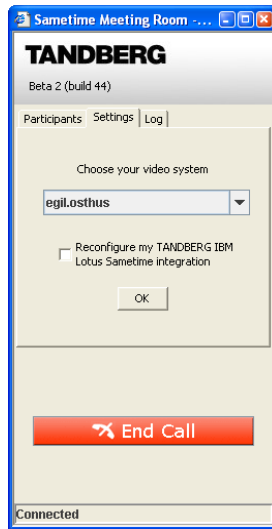 Sametime Meeting Room -...
TANDBERG
Beta 2 (build 44)
Participants Settings Log
Choose your video system
egil.osthus
Reconfigure my TANDBERG IBM
Lotus Sametime integration
OK
End Call
Connected